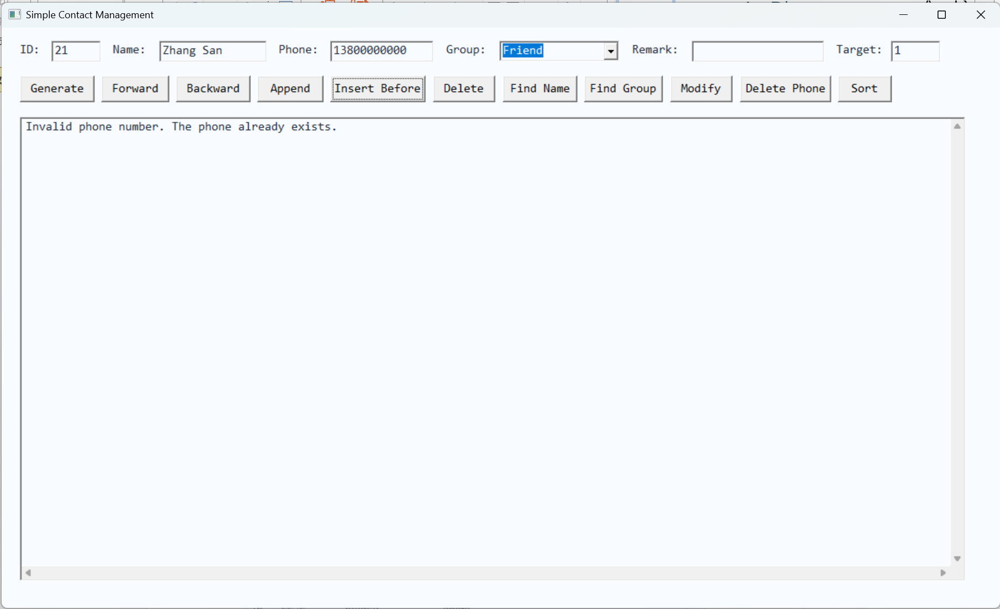 Simple Contact Management
ID: 21 Name: Zhang San Phone: 13800000000 Group: Friend Remark: Target: 1
Generate Forward Backward Append Insert Before Delete Find Name Find Group Modify Delete Phone Sort
Invalid phone number. The phone already exists.